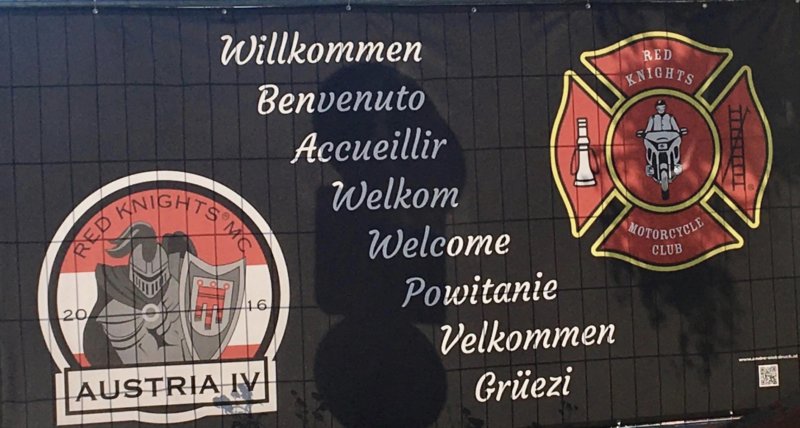 Willkommen
Benvenuto
Accueillir
Welkom
Welcome
Powitanie
Velkommen
Grüezi
RED KNIGHTS® MC
20 16
AUSTRIA IV
RED
KNIGHTS
MOTORCYCLE
CLUB